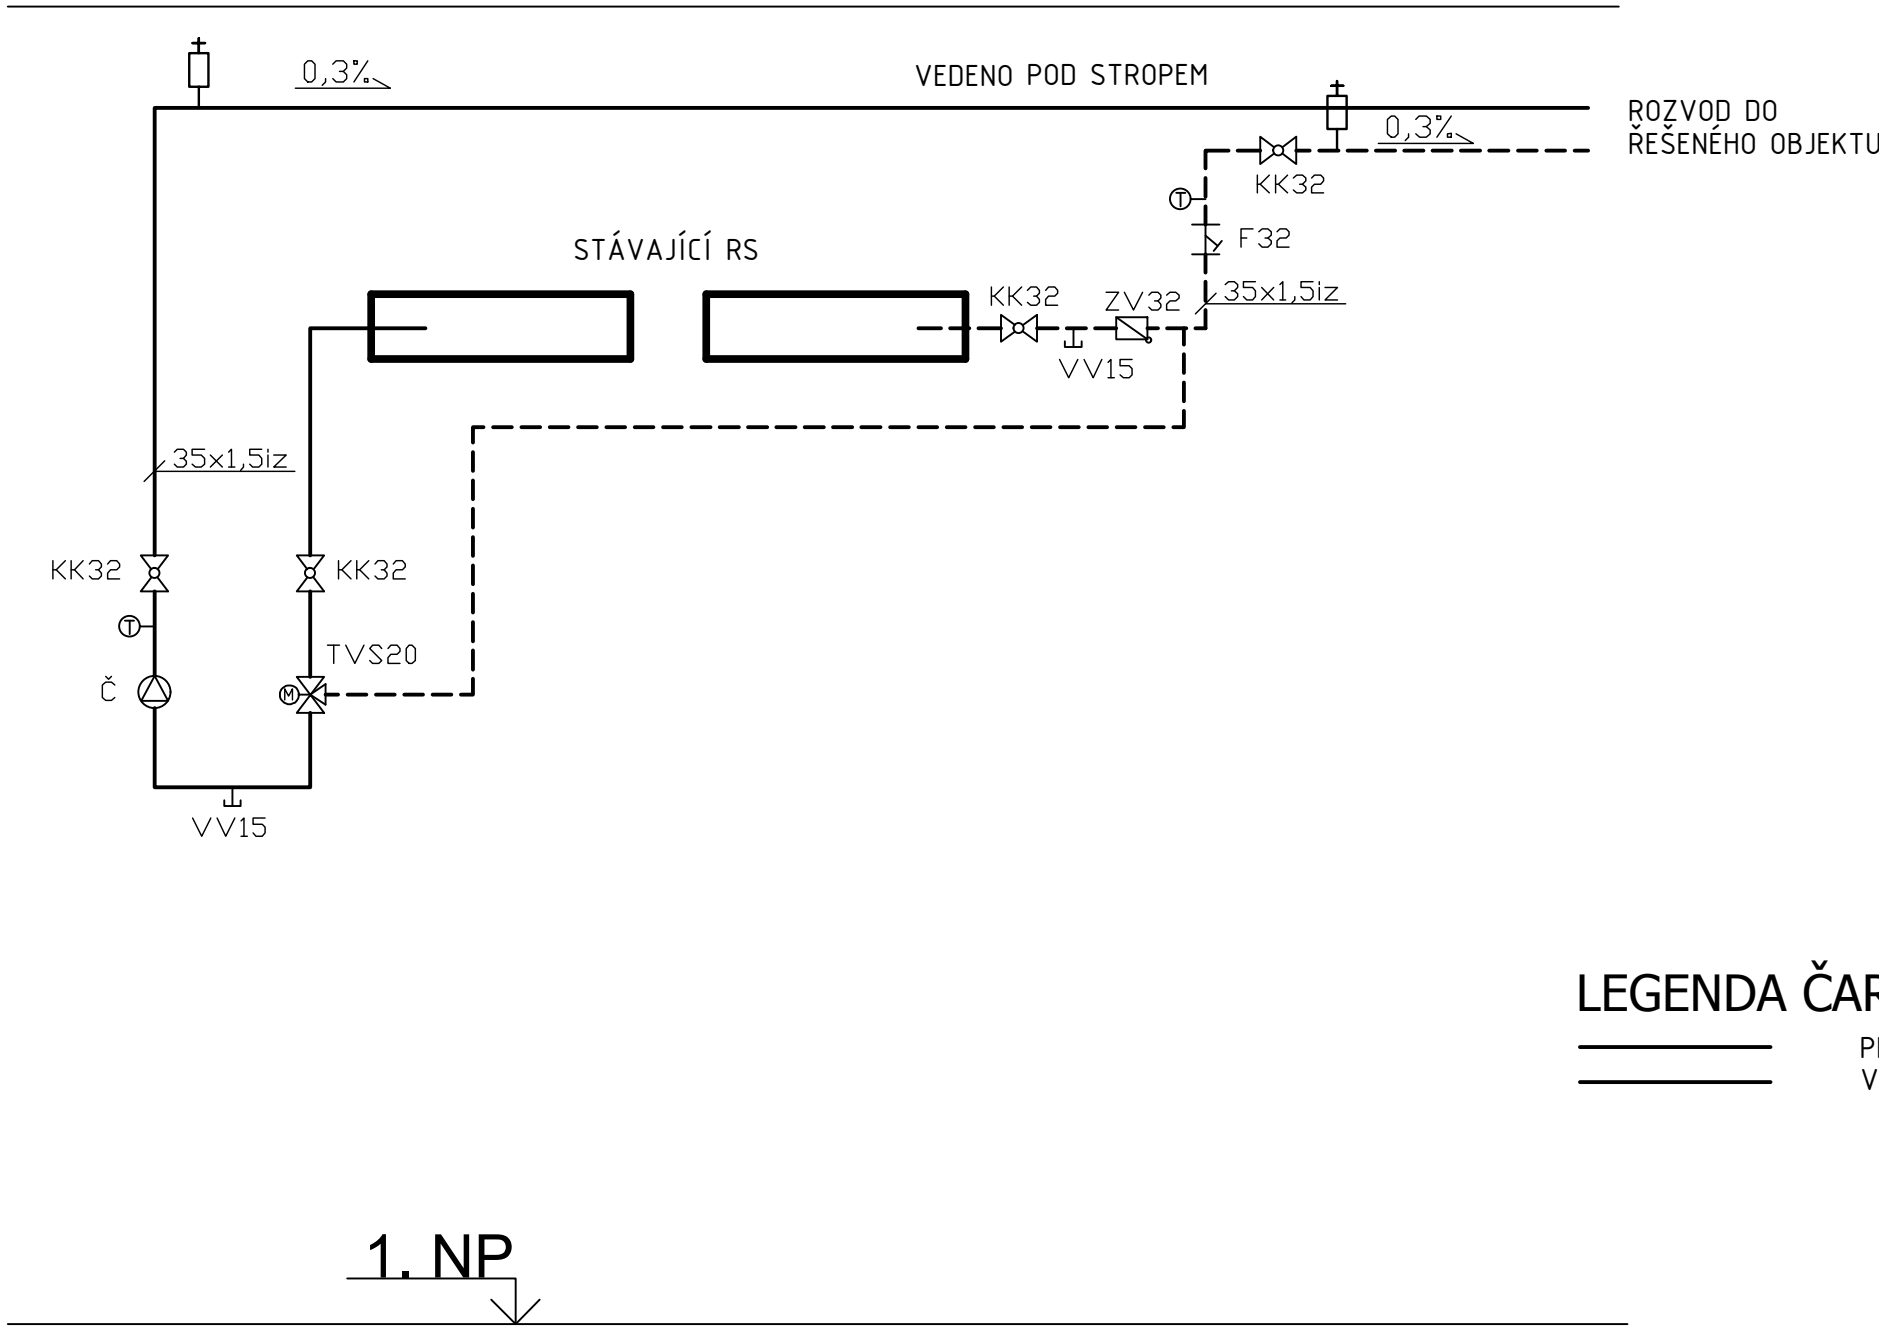 0,3%
VEDENO POD STROPEM
ROZVOD DO
ŘEŠENÉHO OBJEKTU
0,3%
KK32
T
F32
STÁVAJÍCÍ RS
KK32
ZV32
35x1,5iz
VV15
35x1,5iz
KK32
KK32
T
TVS20
Č
M
VV15
LEGENDA ČAR
V
1. NP